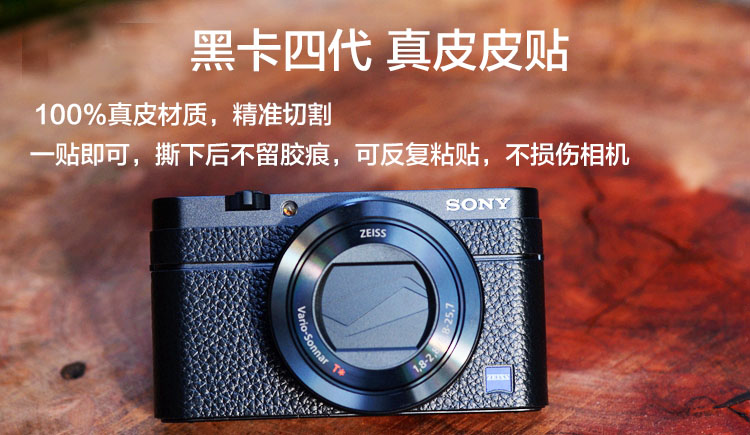 黑卡四代 真皮皮贴
100%真皮材质，精准切割
一贴即可，撕下后不留胶痕，可反复粘贴，不损伤相机
SONY
ZEISS
Vario-Sonnar T*
ZEISS